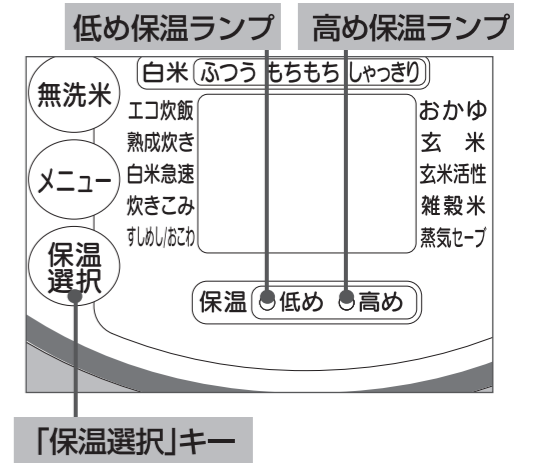 低め保温ランプ 高め保温ランプ
白米 ふつう もちもち しゃっきり
無洗米
エコ炊飯 おかゆ
熟成炊き 玄 米
メニュー
白米急速 玄米活性
炊きこみ 雑穀米
すしめし/おこわ 蒸気セーブ
保温
選択
保温 低め 高め
「保温選択」キー